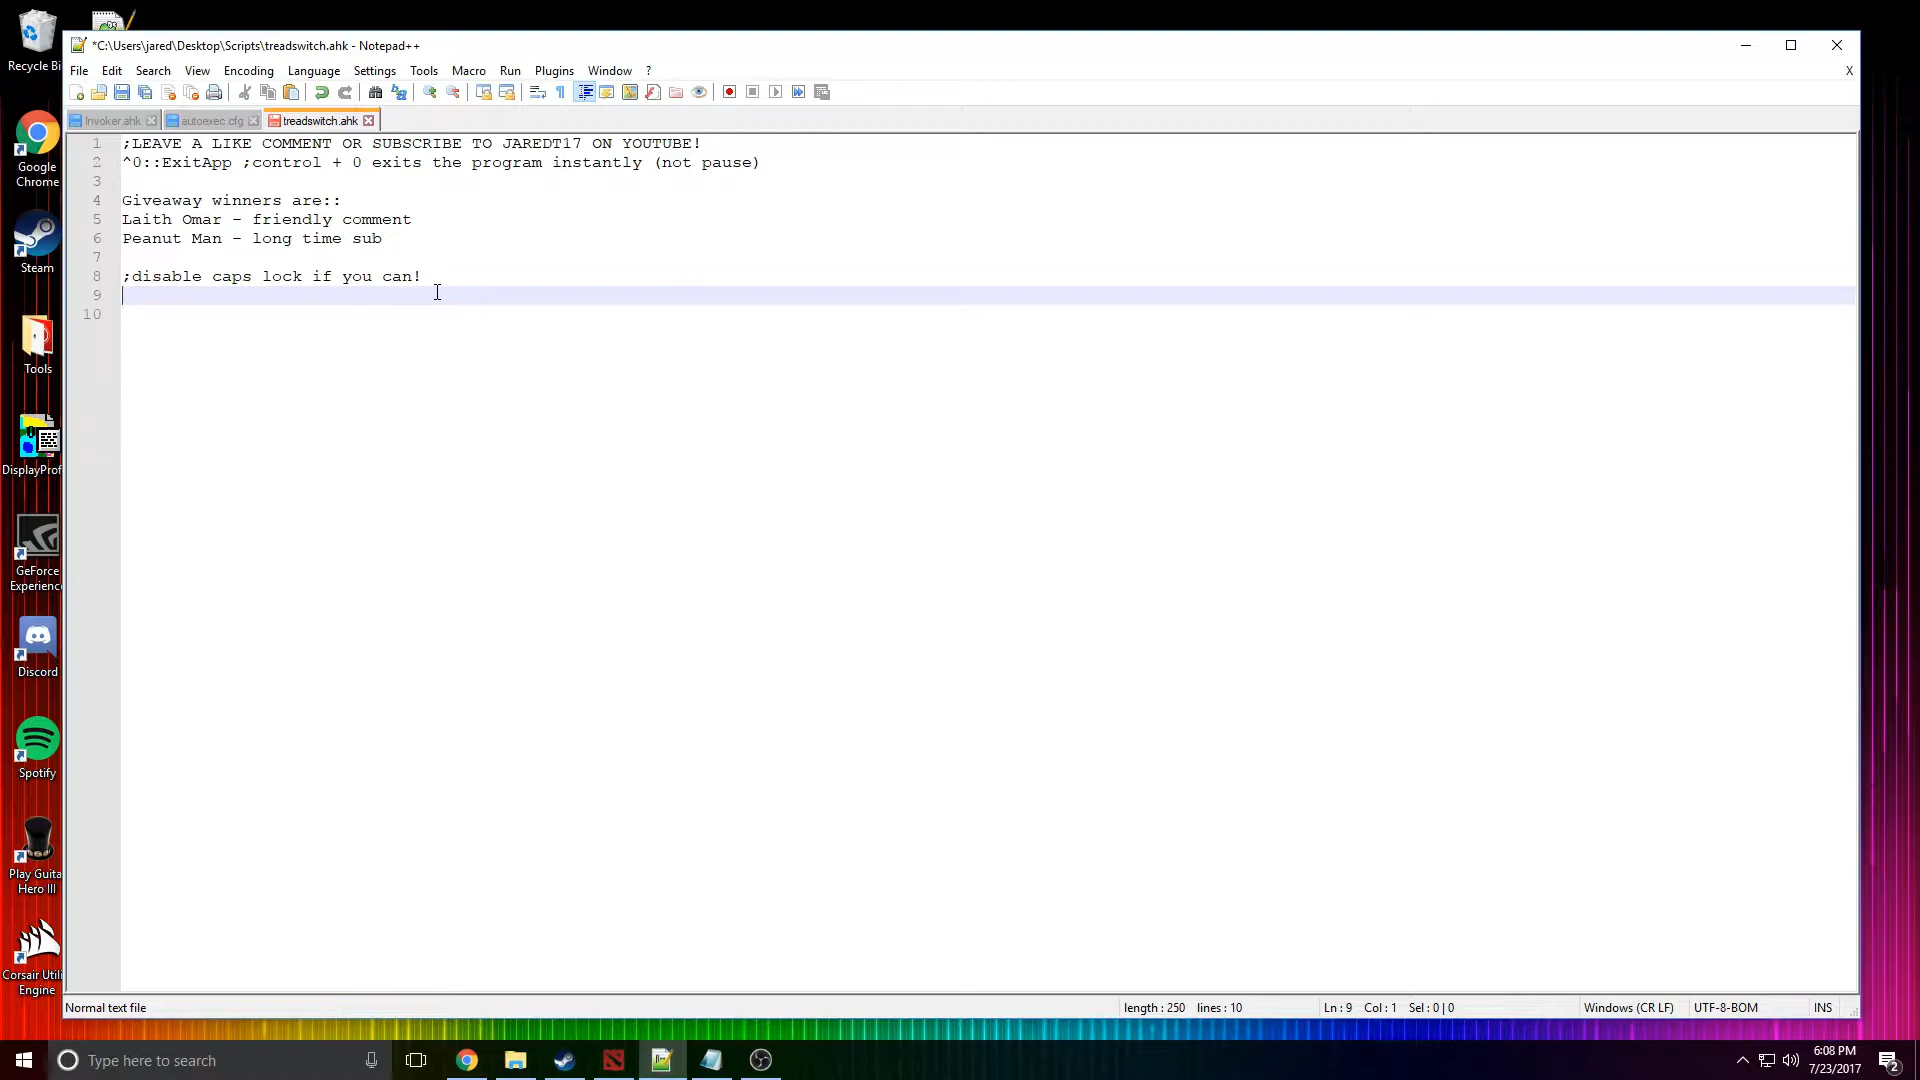 Recycle Bi
*C:\Users\jared\Desktop\Scripts\treadswitch.ahk - Notepad++
File Edit Search View Encoding Language Settings Tools Macro Run Plugins Window ? X
Invoker.ahk autoexec.cfg treadswitch.ahk
1 ;LEAVE A LIKE COMMENT OR SUBSCRIBE TO JAREDT17 ON YOUTUBE!
2 ^0::ExitApp ;control + 0 exits the program instantly (not pause)
3
4 Giveaway winners are::
5 Laith Omar - friendly comment
6 Peanut Man - long time sub
7
8 ;disable caps lock if you can!
9
10
Google
Chrome
Steam
Tools
DisplayProf
GeForce
Experience
Discord
Spotify
Play Guita
Hero III
Corsair Utili
Engine
Normal text file length : 250 lines : 10 Ln : 9 Col : 1 Sel : 0 | 0 Windows (CR LF) UTF-8-BOM INS
Type here to search
6:08 PM
7/23/2017
2